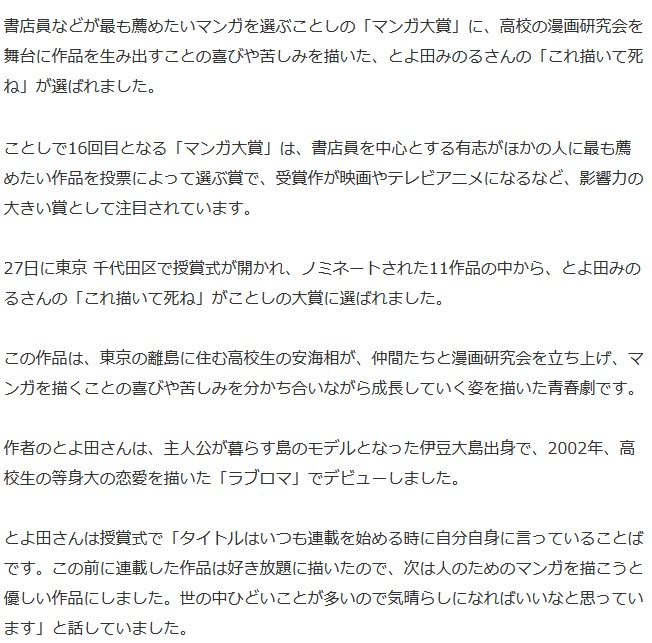 書店員などが最も薦めたいマンガを選ぶことしの「マンガ大賞」に、高校の漫画研究会を
舞台に作品を生み出すことの喜びや苦しみを描いた、とよ田みのるさんの「これ描いて死
ね」が選ばれました。
ことしで16回目となる「マンガ大賞」は、書店員を中心とする有志がほかの人に最も薦
めたい作品を投票によって選ぶ賞で、受賞作が映画やテレビアニメになるなど、影響力の
大きい賞として注目されています。
27日に東京 千代田区で授賞式が開かれ、ノミネートされた11作品の中から、とよ田みの
るさんの「これ描いて死ね」がことしの大賞に選ばれました。
この作品は、東京の離島に住む高校生の安海相が、仲間たちと漫画研究会を立ち上げ、マ
ンガを描くことの喜びや苦しみを分かち合いながら成長していく姿を描いた青春劇です。
作者のとよ田さんは、主人公が暮らす島のモデルとなった伊豆大島出身で、2002年、高
校生の等身大の恋愛を描いた「ラブロマ」でデビューしました。
とよ田さんは授賞式で「タイトルはいつも連載を始める時に自分自身に言っていることば
です。この前に連載した作品は好き放題に描いたので、次は人のためのマンガを描こうと
優しい作品にしました。世の中ひどいことが多いので気晴らしになればいいなと思ってい
ます」と話していました。